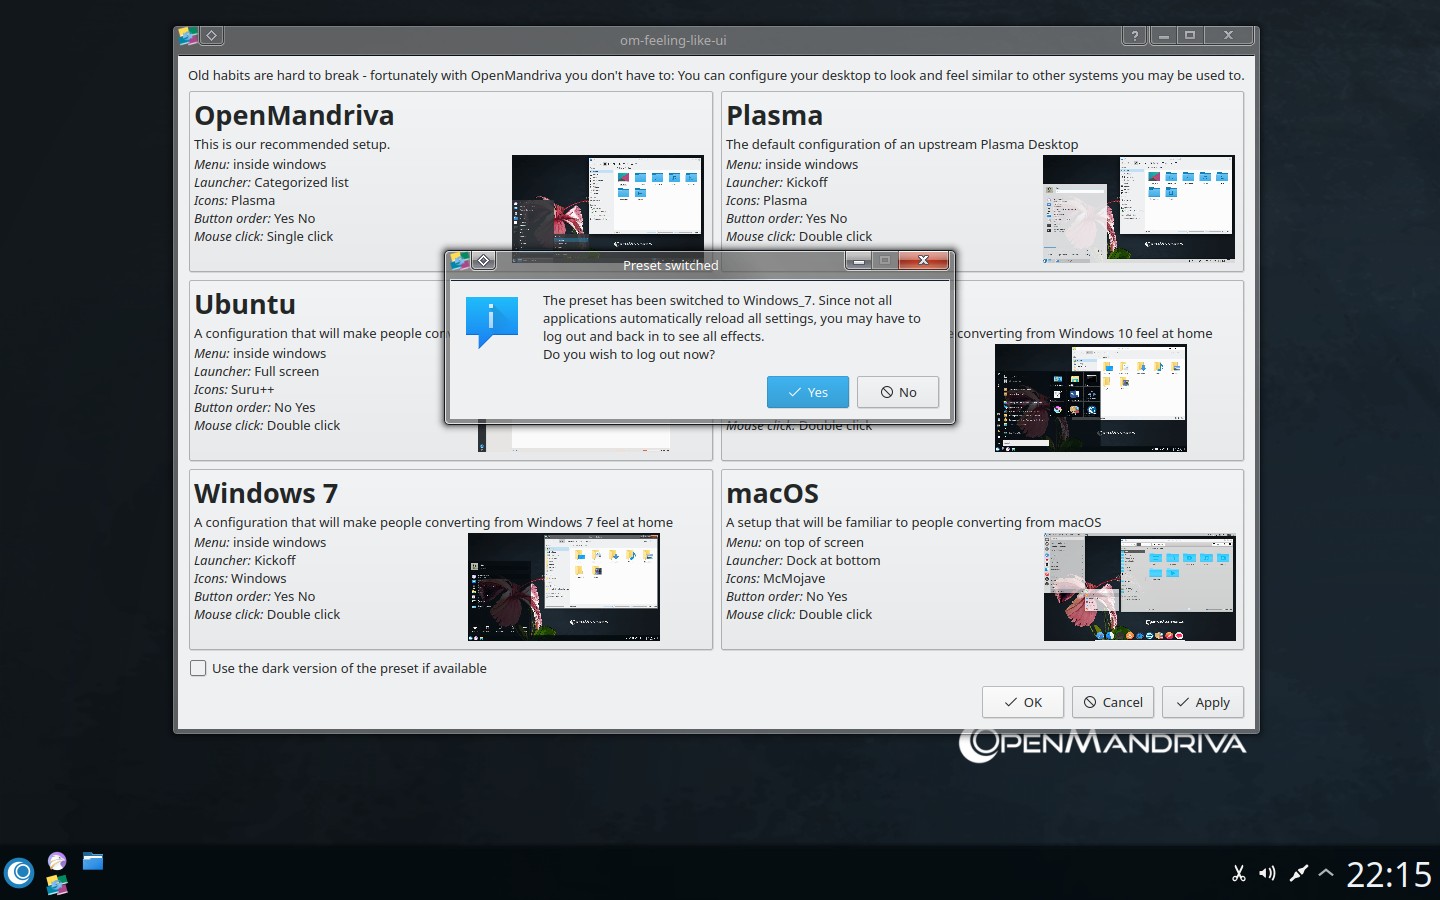 om-feeling-like-ui
?
X
Old habits are hard to break - fortunately with OpenMandriva you don't have to: You can configure your desktop to look and feel similar to other systems you may be used to.
OpenMandriva
This is our recommended setup.
Menu: inside windows
Launcher: Categorized list
Icons: Plasma
Button order: Yes No
Mouse click: Single click
Plasma
The default configuration of an upstream Plasma Desktop
Menu: inside windows
Launcher: Kickoff
Icons: Plasma
Button order: Yes No
Mouse click: Double click
Preset switched
X
The preset has been switched to Windows_7. Since not all
applications automatically reload all settings, you may have to
log out and back in to see all effects.
Do you wish to log out now?
Yes
No
Ubuntu
A configuration that will make people
Menu: inside windows
Launcher: Full screen
Icons: Suru++
Button order: No Yes
Mouse click: Double click
converting from Windows 10 feel at home
Mouse click: Double click
Windows 7
A configuration that will make people converting from Windows 7 feel at home
Menu: inside windows
Launcher: Kickoff
Icons: Windows
Button order: Yes No
Mouse click: Double click
macOS
A setup that will be familiar to people converting from macOS
Menu: on top of screen
Launcher: Dock at bottom
Icons: McMojave
Button order: No Yes
Mouse click: Double click
Use the dark version of the preset if available
OK
Cancel
Apply
OPENMANDRIVA
22:15